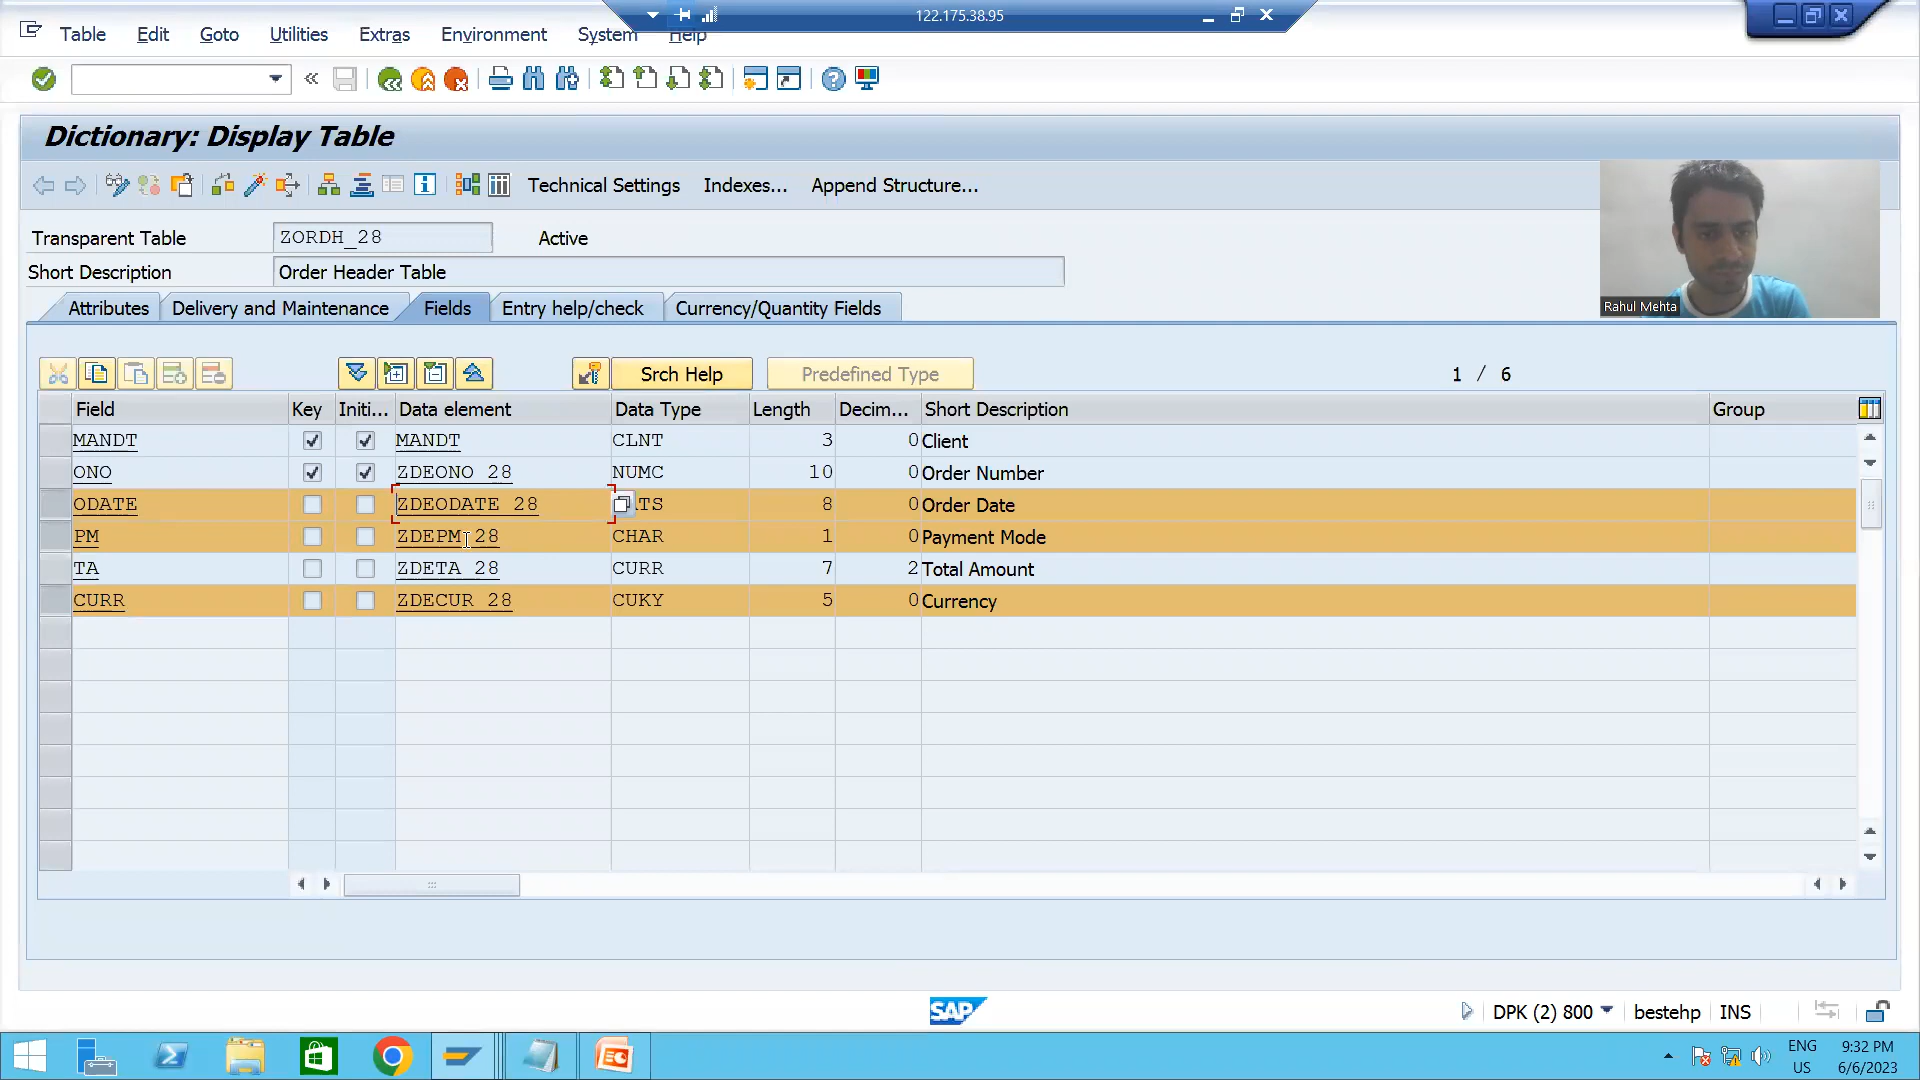 122.175.38.95
Table Edit Goto Utilities Extras Environment System Help
Dictionary: Display Table
Technical Settings Indexes... Append Structure...
Transparent Table ZORDH_28 Active
Short Description Order Header Table
Rahul Mehta
Attributes Delivery and Maintenance Fields Entry help/check Currency/Quantity Fields
Srch Help Predefined Type 1 / 6
Field Key Initi... Data element Data Type Length Decim... Short Description Group
MANDT MANDT CLNT 3 0 Client
ONO ZDEONO_28 NUMC 10 0 Order Number
ODATE ZDEODATE_28 ATS 8 0 Order Date
PM ZDEPM_28 CHAR 1 0 Payment Mode
TA ZDETA_28 CURR 7 2 Total Amount
CURR ZDECUR_28 CUKY 5 0 Currency
SAP DPK (2) 800 bestehp INS
ENG 9:32 PM
US 6/6/2023